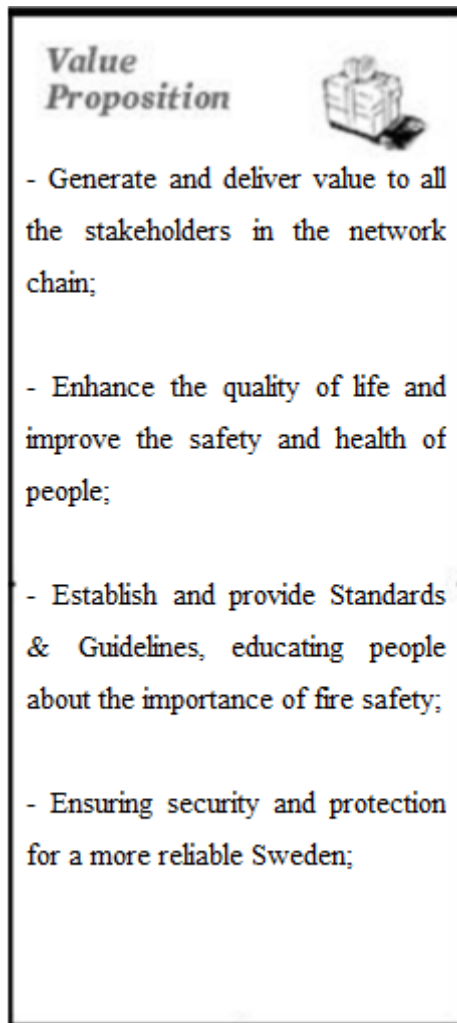 Value
Proposition
- Generate and deliver value to all
the stakeholders in the network
chain;
- Enhance the quality of life and
improve the safety and health of
people;
- Establish and provide Standards
& Guidelines, educating people
about the importance of fire safety;
- Ensuring security and protection
for a more reliable Sweden;